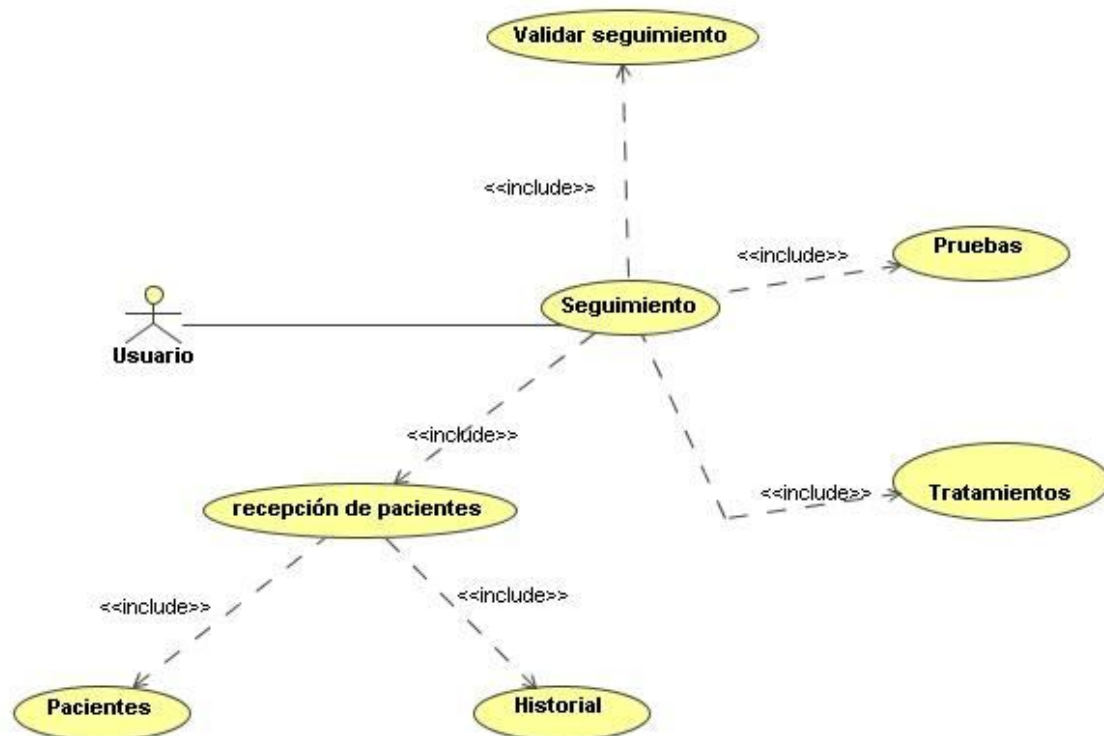 Validar seguimiento
<<include>>
Pruebas
<<include>>
Seguimiento
Usuario
<<include>>
<<include>>
Tratamientos
recepción de pacientes
<<include>>
<<include>>
Pacientes
Historial